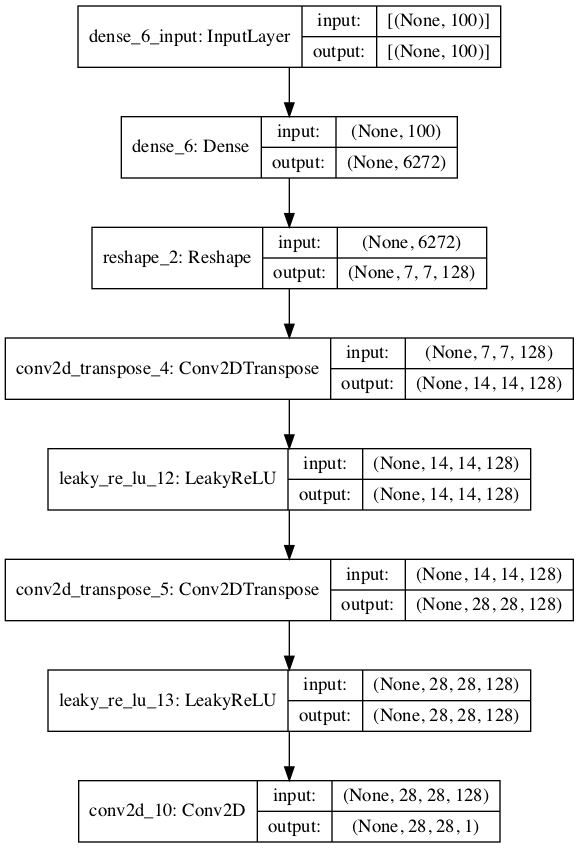 dense_6_input: InputLayer
input:
[(None, 100)]
output:
[(None, 100)]
dense_6: Dense
input:
(None, 100)
output:
(None, 6272)
reshape_2: Reshape
input:
(None, 6272)
output:
(None, 7, 7, 128)
conv2d_transpose_4: Conv2DTranspose
input:
(None, 7, 7, 128)
output:
(None, 14, 14, 128)
leaky_re_lu_12: LeakyReLU
input:
(None, 14, 14, 128)
output:
(None, 14, 14, 128)
conv2d_transpose_5: Conv2DTranspose
input:
(None, 14, 14, 128)
output:
(None, 28, 28, 128)
leaky_re_lu_13: LeakyReLU
input:
(None, 28, 28, 128)
output:
(None, 28, 28, 128)
conv2d_10: Conv2D
input:
(None, 28, 28, 128)
output:
(None, 28, 28, 1)